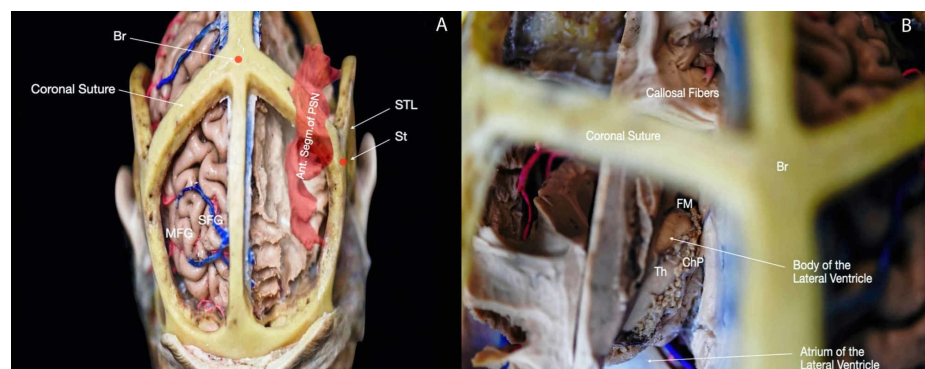 A
Br
Coronal Suture
STL
St
Ant. Segm.of PSN
SFG
MFG
B
Callosal Fibers
Coronal Suture
Br
FM
ChP
Th
Body of the
Lateral Ventricle
Atrium of the
Lateral Ventricle